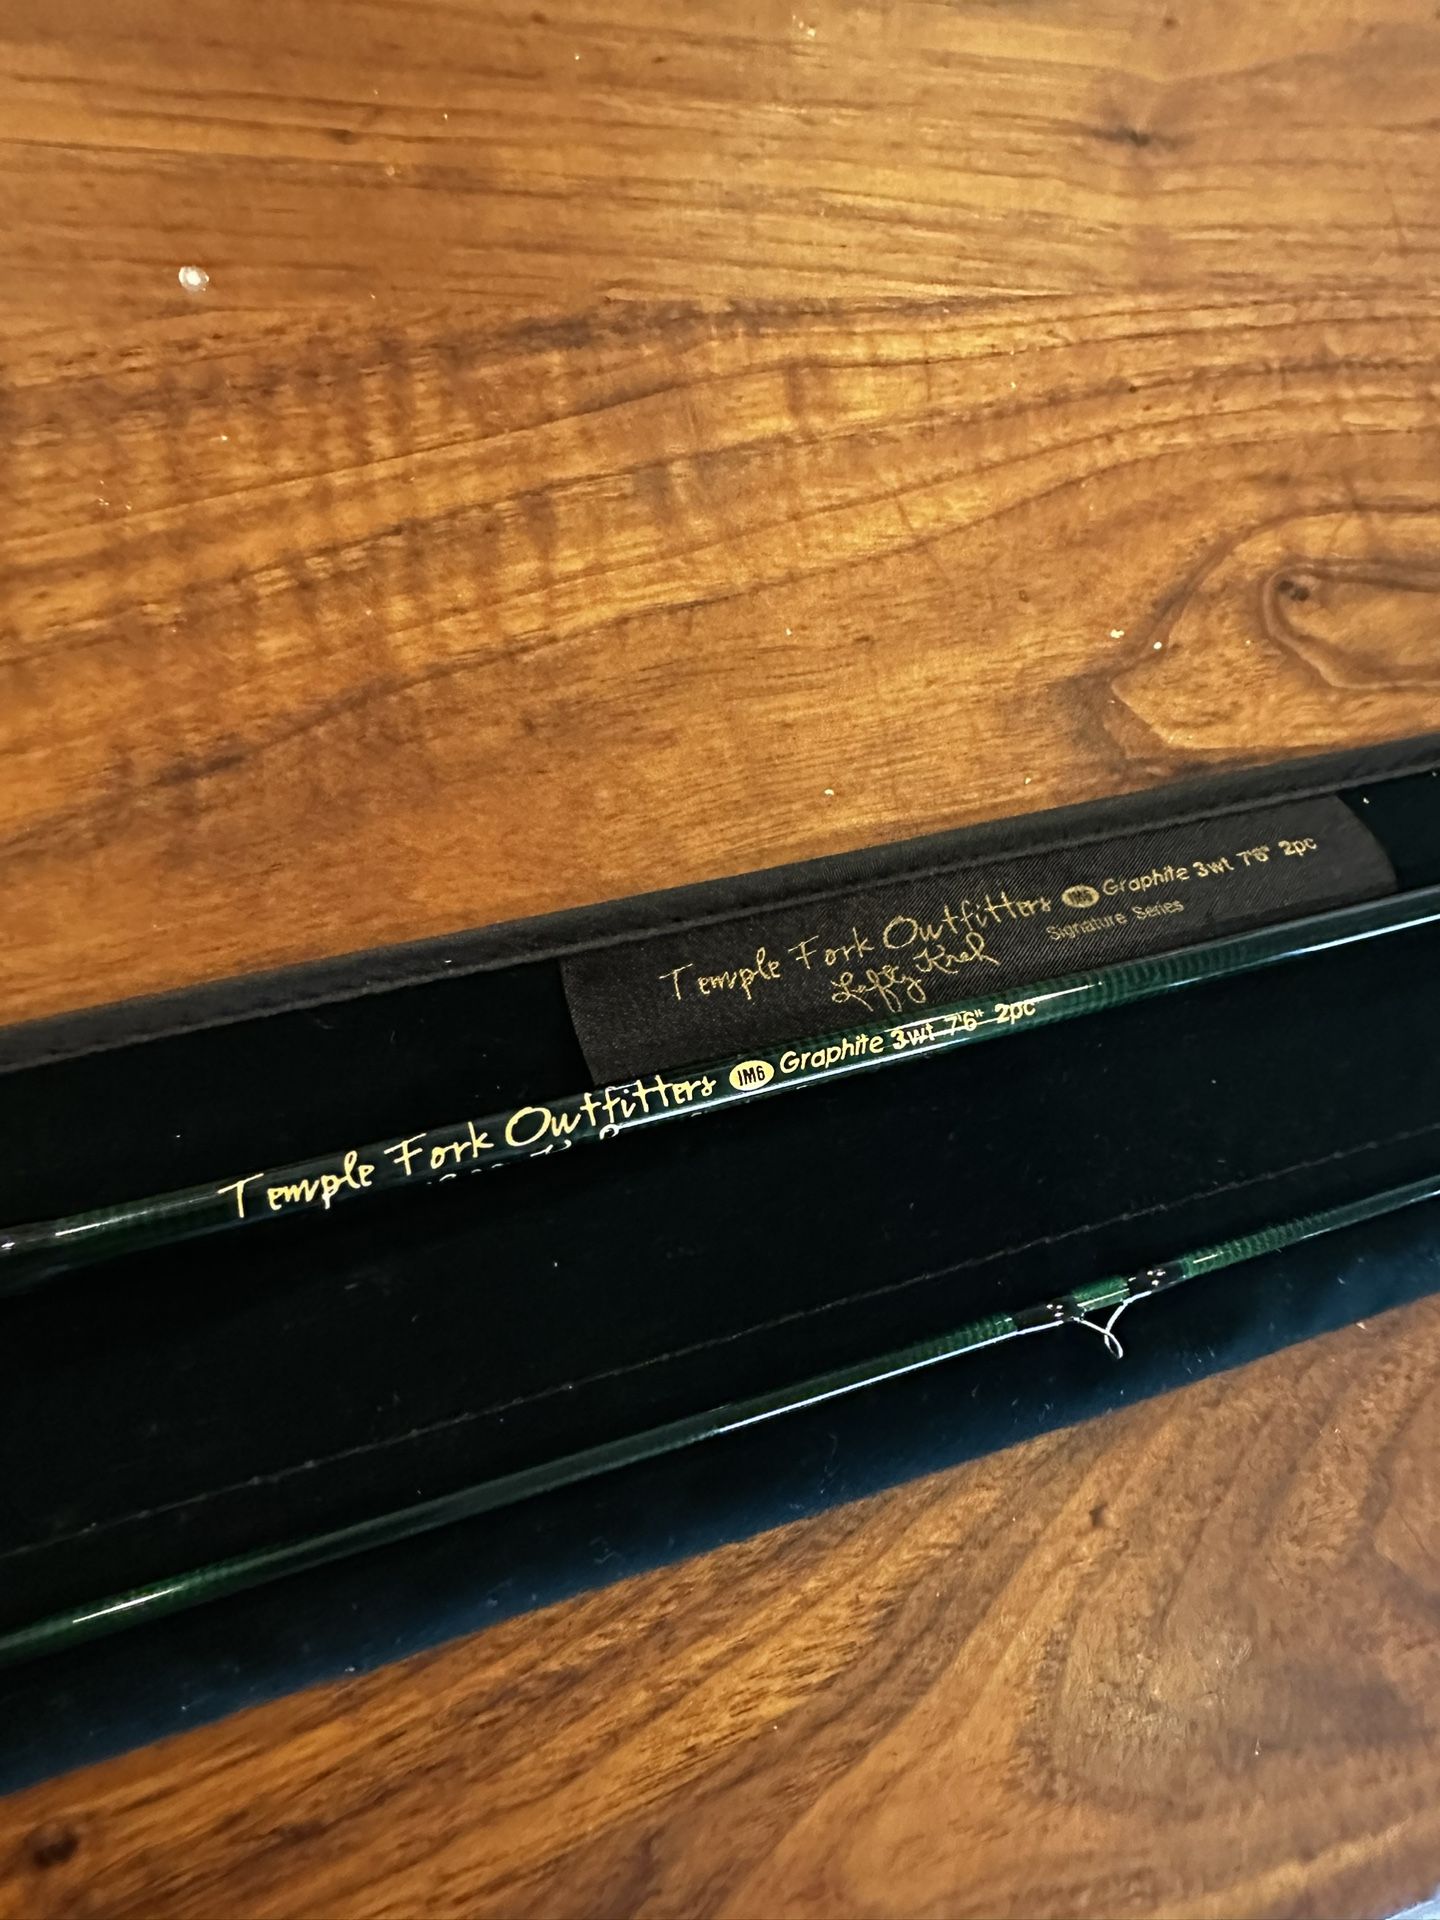 Temple Fork Outfitters IM6 Graphite 3wt 7'6" 2pc
Lefty Kreh Signature Series
Temple Fork Outfitters IM6 Graphite 3wt 7'6" 2pc